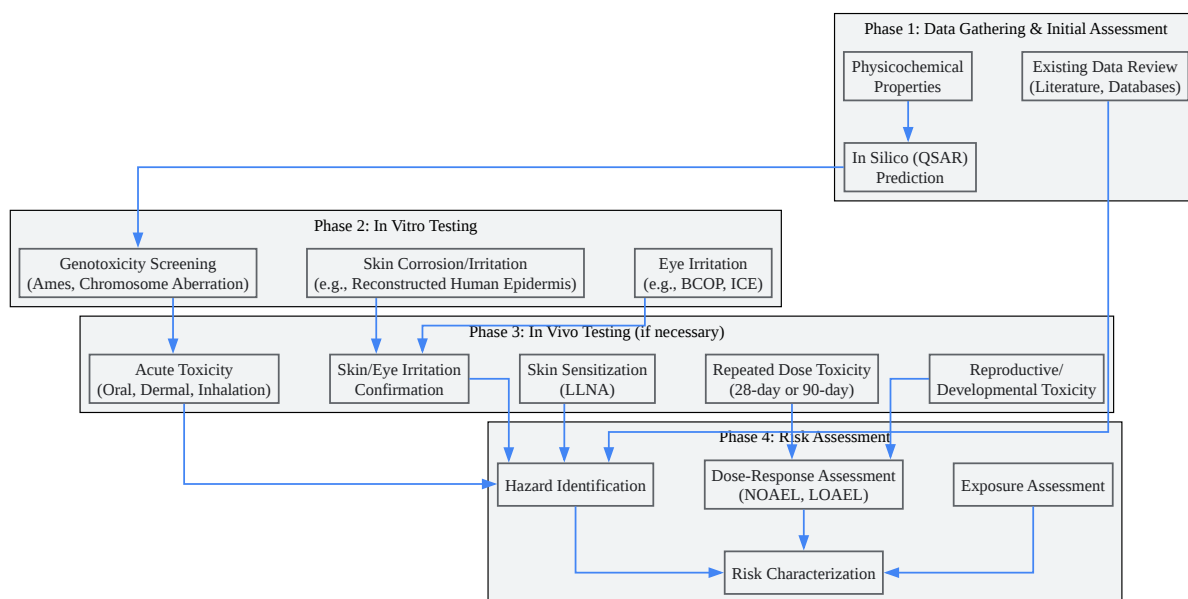 Phase 1: Data Gathering & Initial Assessment
Physicochemical
Properties
Existing Data Review
(Literature, Databases)
In Silico (QSAR)
Prediction
Phase 2: In Vitro Testing
Genotoxicity Screening
(Ames, Chromosome Aberration)
Skin Corrosion/Irritation
(e.g., Reconstructed Human Epidermis)
Eye Irritation
(e.g., BCOP, ICE)
Phase 3: In Vivo Testing (if necessary)
Acute Toxicity
(Oral, Dermal, Inhalation)
Skin/Eye Irritation
Confirmation
Skin Sensitization
(LLNA)
Repeated Dose Toxicity
(28-day or 90-day)
Reproductive/
Developmental Toxicity
Phase 4: Risk Assessment
Hazard Identification
Dose-Response Assessment
(NOAEL, LOAEL)
Exposure Assessment
Risk Characterization